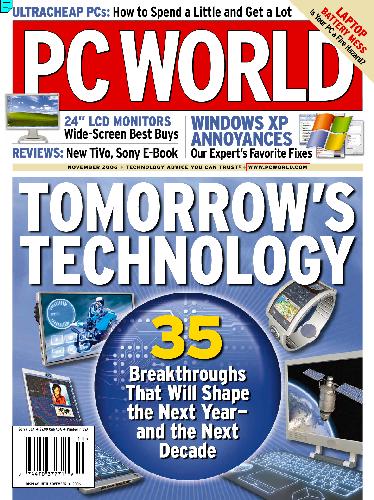 ULTRACHEAP PCs: How to Spend a Little and Get a Lot
LAPTOP
BATTERY MESS
Is Your PC a Fire Hazard?
PC WORLD
24" LCD MONITORS
Wide-Screen Best Buys
REVIEWS: New TiVo, Sony E-Book
WINDOWS XP
ANNOYANCES
Our Expert's Favorite Fixes
NOVEMBER 2006 • TECHNOLOGY ADVICE YOU CAN TRUST • WWW.PCWORLD.COM
TOMORROW'S
TECHNOLOGY
35
Breakthroughs
That Will Shape
the Next Year—
and the Next
Decade